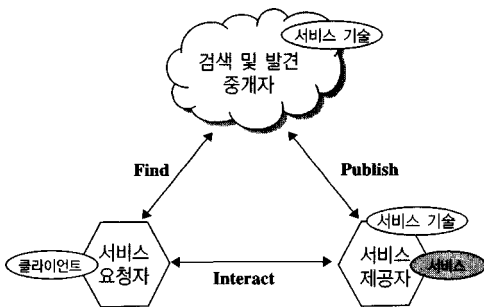 서비스 기술
검색 및 발견
중개자
Find
Publish
서비스 기술
클라이언트
서비스
요청자
Interact
서비스
제공자
서비스